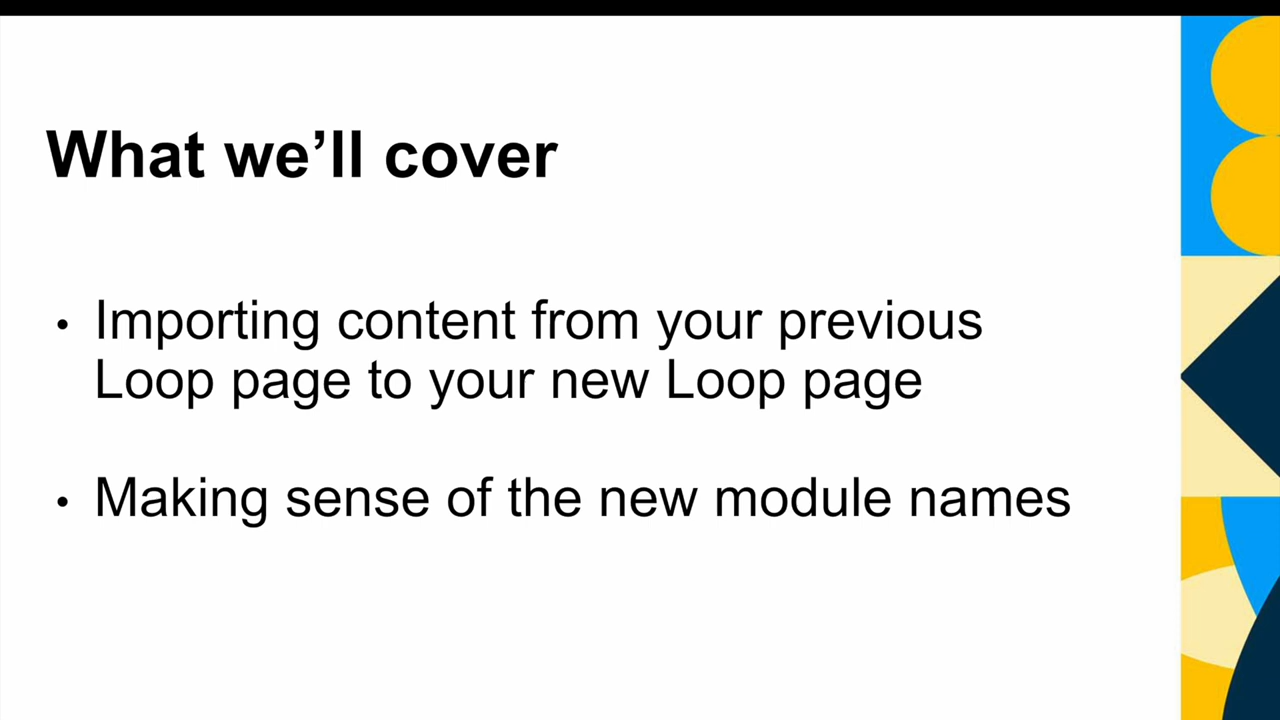 What we’ll cover
• Importing content from your previous
Loop page to your new Loop page
• Making sense of the new module names